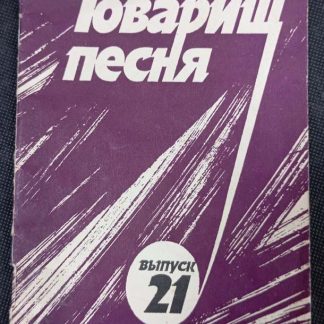 Товарищ
песня
выпуск
21